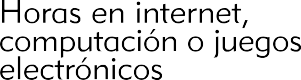 Horas en internet,
computación o juegos
electrónicos